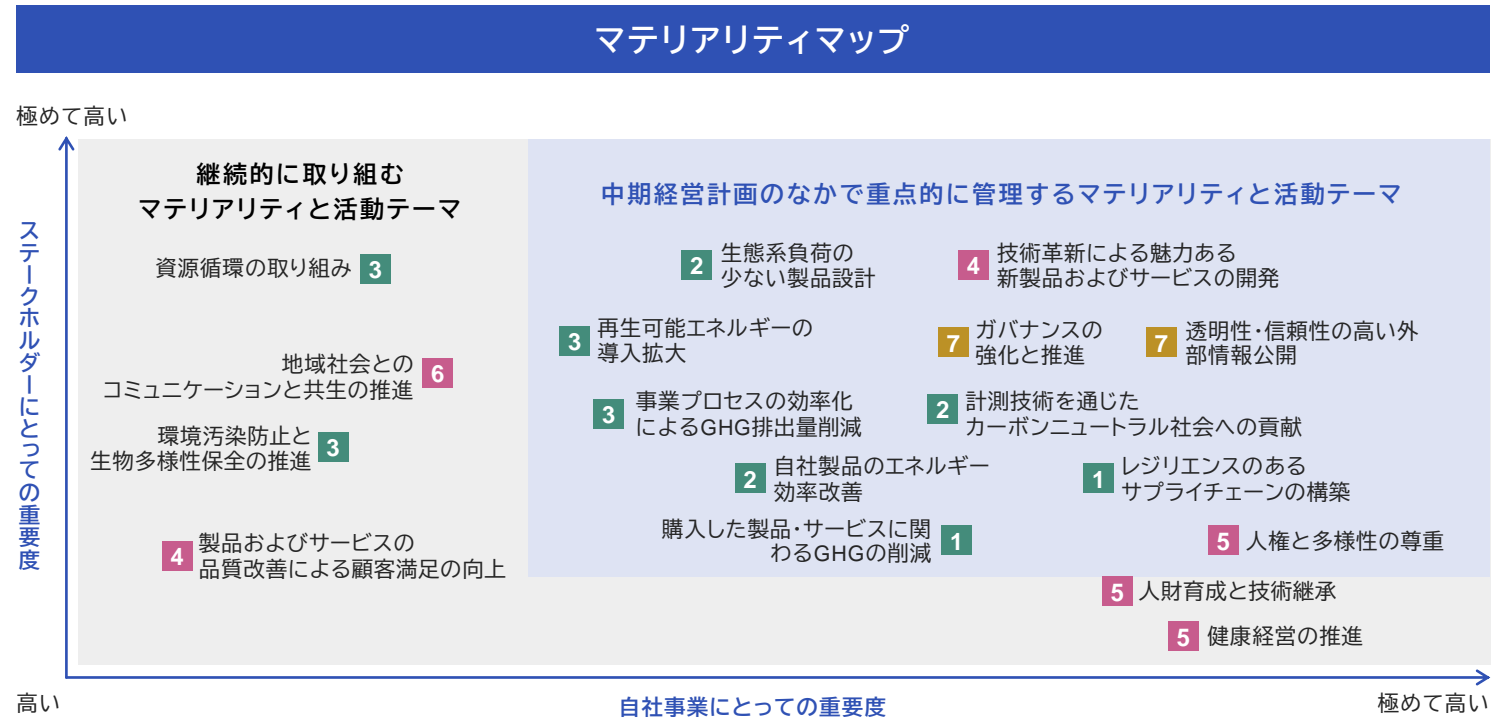 マテリアリティマップ
極めて高い
ステークホルダーにとっての重要度
継続的に取り組む
マテリアリティと活動テーマ
資源循環の取り組み 3
地域社会との
コミュニケーションと共生の推進 6
環境汚染防止と
生物多様性保全の推進 3
4 製品およびサービスの
品質改善による顧客満足の向上
中期経営計画のなかで重点的に管理するマテリアリティと活動テーマ
2 生態系負荷の
少ない製品設計
4 技術革新による魅力ある
新製品およびサービスの開発
3 再生可能エネルギーの
導入拡大
7 ガバナンスの
強化と推進
7 透明性・信頼性の高い外
部情報公開
3 事業プロセスの効率化
によるGHG排出量削減
2 計測技術を通じた
カーボンニュートラル社会への貢献
2 自社製品のエネルギー
効率改善
1 レジリエンスのある
サプライチェーンの構築
購入した製品・サービスに関
わるGHGの削減 1
5 人権と多様性の尊重
5 人財育成と技術継承
5 健康経営の推進
高い
自社事業にとっての重要度
極めて高い